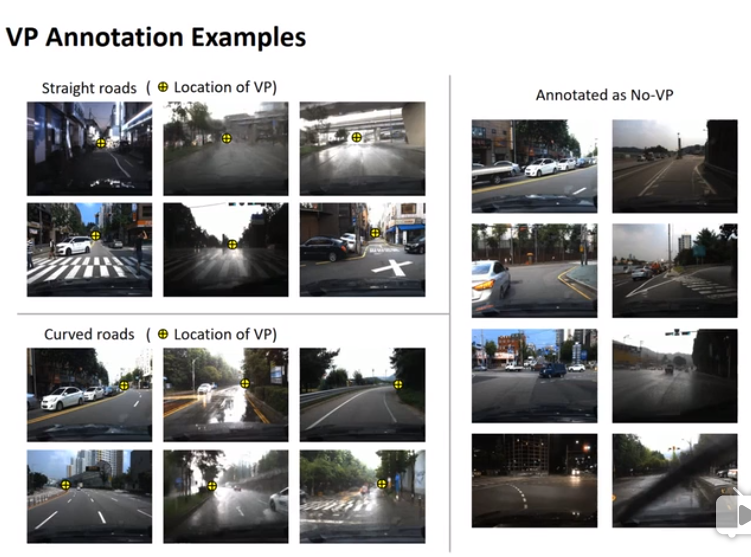 VP Annotation Examples
Straight roads ( Location of VP)
Annotated as No-VP
Curved roads ( Location of VP)